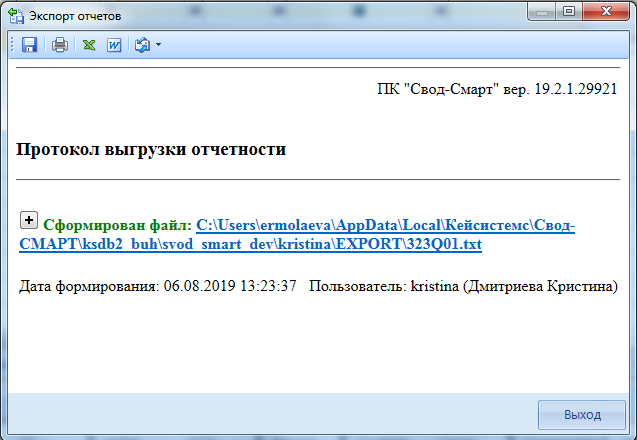 Экспорт отчетов
ПК "Свод-Смарт" вер. 19.2.1.29921
Протокол выгрузки отчетности
Сформирован файл: C:\Users\ermolaeva\AppData\Local\Кейсистемс\Свод-
СМАРТ\ksdb2_buh\svod_smart_dev\kristina\EXPORT\323Q01.txt
Дата формирования: 06.08.2019 13:23:37 Пользователь: kristina (Дмитриева Кристина)
Выход